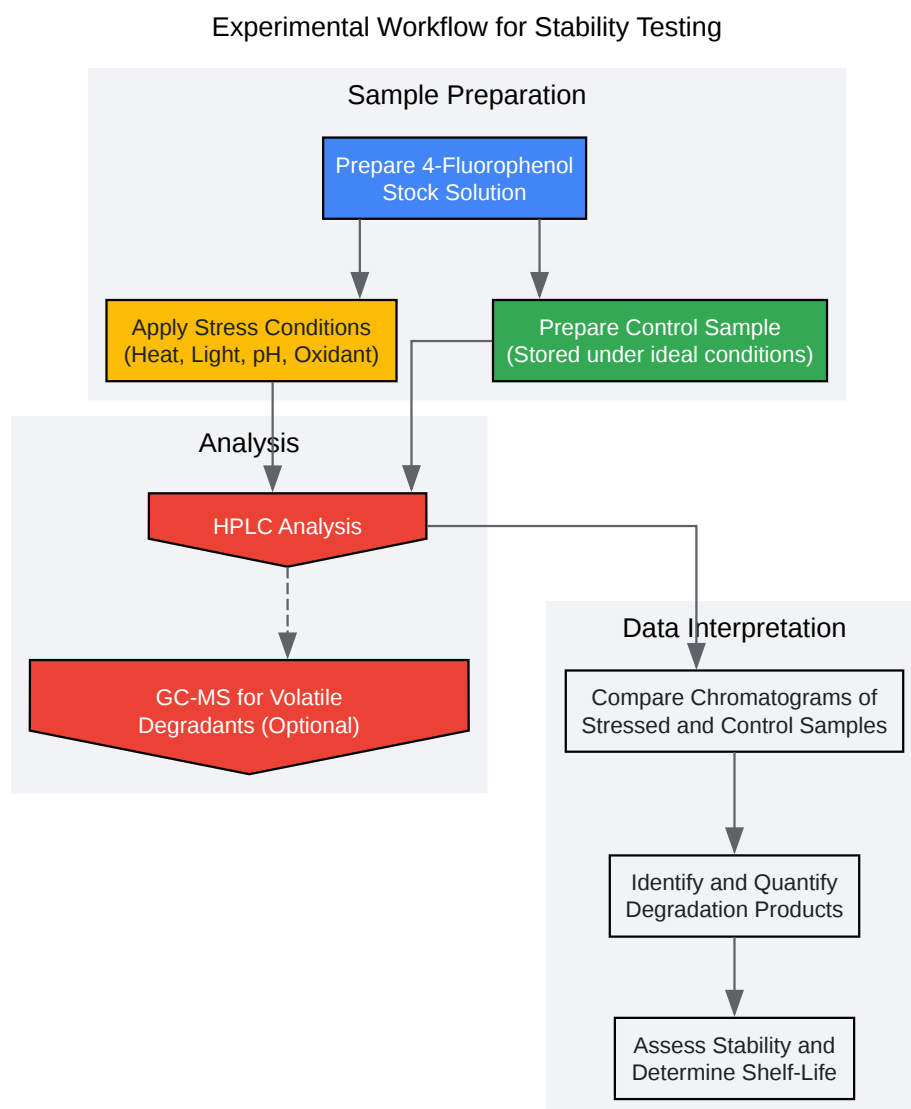 Experimental Workflow for Stability Testing
Sample Preparation
Prepare 4-Fluorophenol
Stock Solution
Apply Stress Conditions
(Heat, Light, pH, Oxidant)
Prepare Control Sample
(Stored under ideal conditions)
Analysis
HPLC Analysis
GC-MS for Volatile
Degradants (Optional)
Data Interpretation
Compare Chromatograms of
Stressed and Control Samples
Identify and Quantify
Degradation Products
Assess Stability and
Determine Shelf-Life